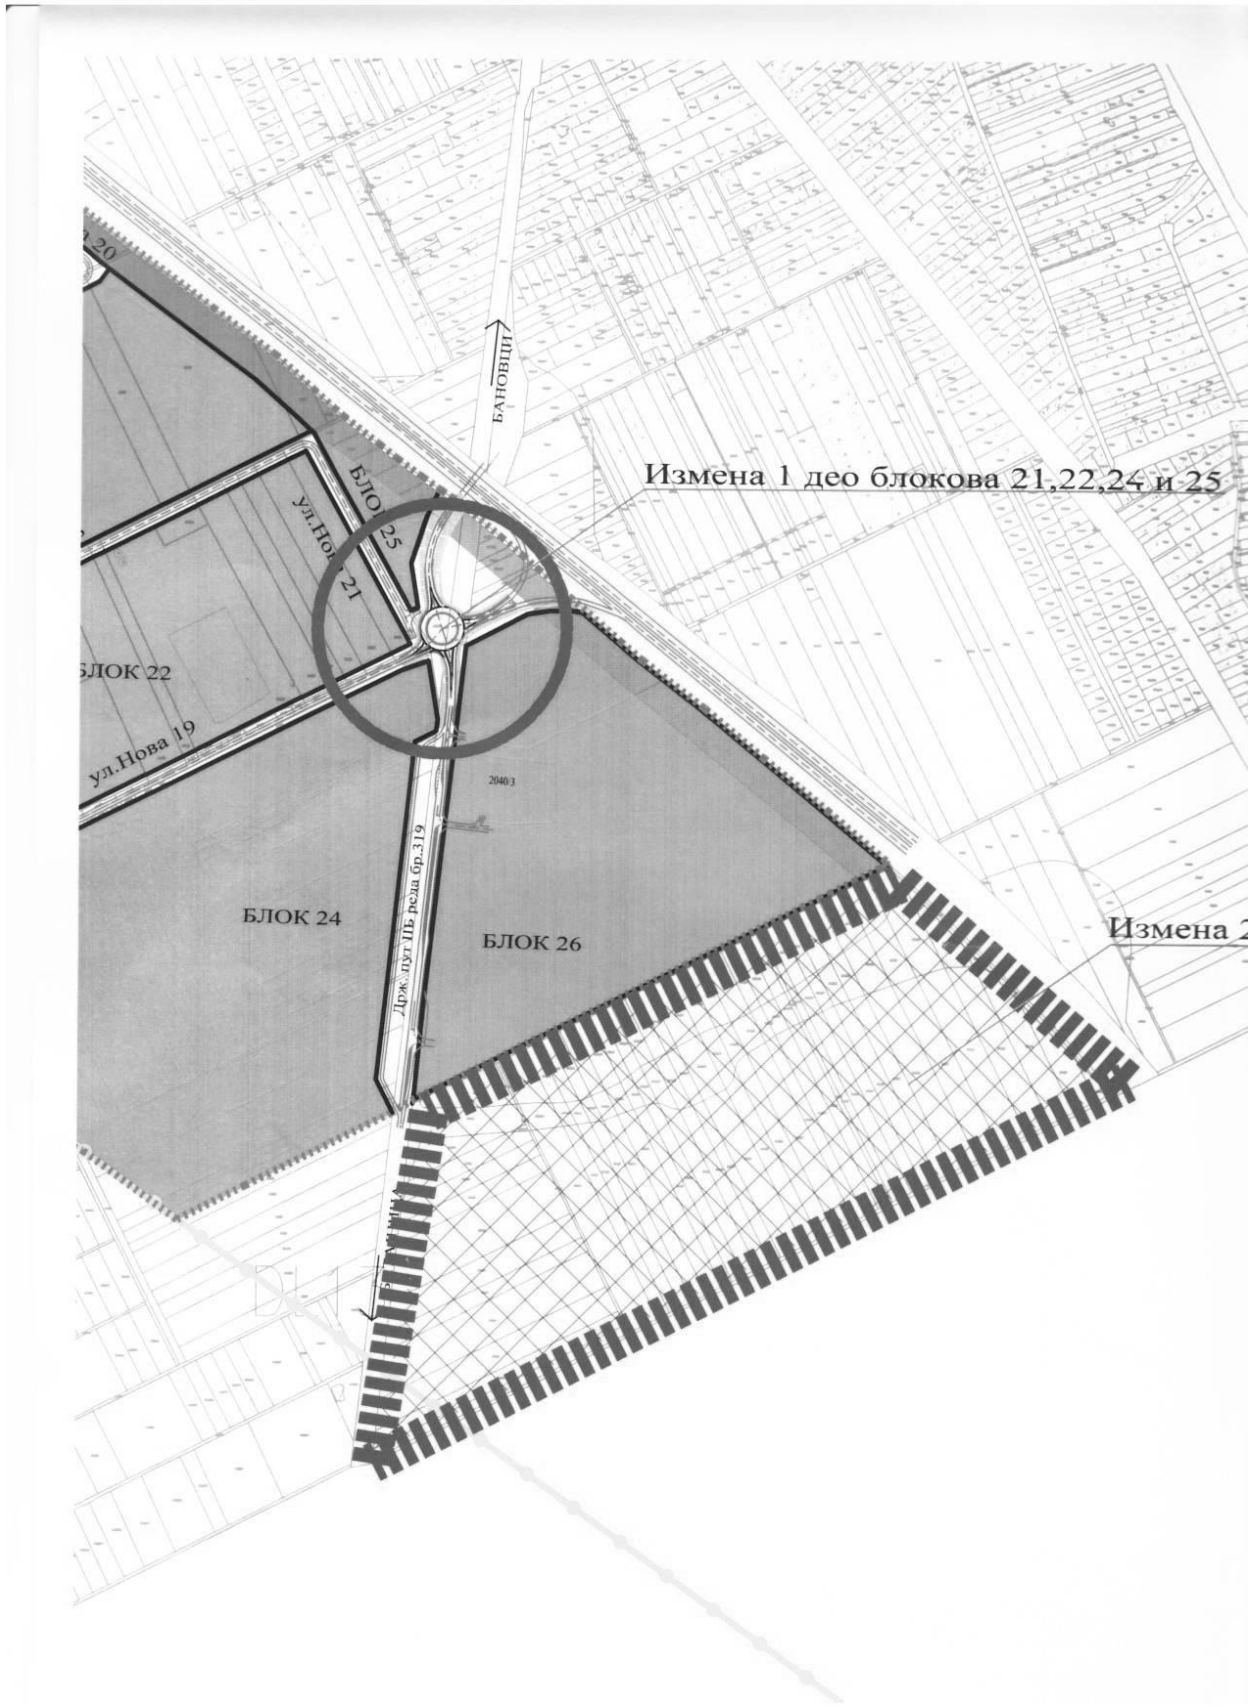 20
БАНОВЦИ
Измена 1 део блокова 21,22,24 и 25
БЛОК 25
ул.Нова 21
БЛОК 22
ул.Нова 19
2040/3
Држ. пут IIБ реда бр.319
БЛОК 24
БЛОК 26
Измена 2